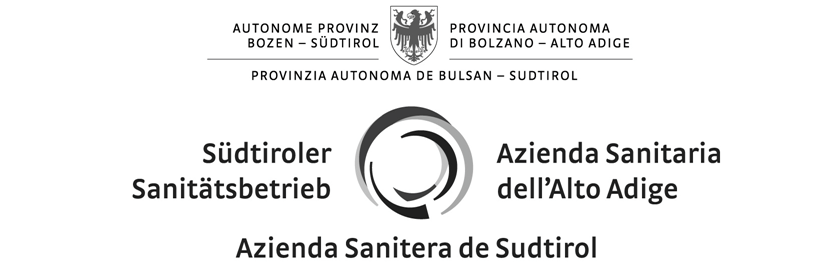 AUTONOME PROVINZ
BOZEN – SÜDTIROL
PROVINCIA AUTONOMA
DI BOLZANO – ALTO ADIGE
PROVINZIA AUTONOMA DE BULSAN – SUDTIROL
Südtiroler
Sanitätsbetrieb
Azienda Sanitaria
dell’Alto Adige
Azienda Sanitera de Sudtirol